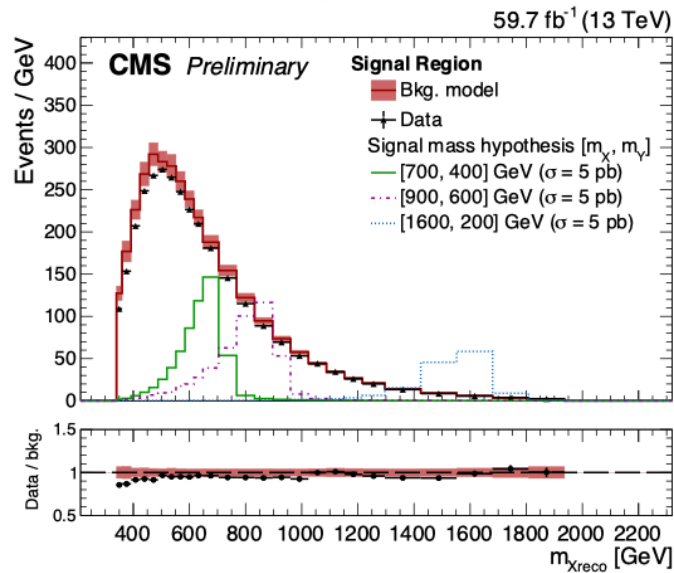 59.7 fb⁻¹ (13 TeV)
CMS Preliminary
Signal Region
Bkg. model
Data
Signal mass hypothesis [m_X, m_Y]
[700, 400] GeV (σ = 5 pb)
[900, 600] GeV (σ = 5 pb)
[1600, 200] GeV (σ = 5 pb)
Events / GeV
400
350
300
250
200
150
100
50
0
Data / bkg.
1.5
1
0.5
400 600 800 1000 1200 1400 1600 1800 2000 2200
m_Xreco [GeV]